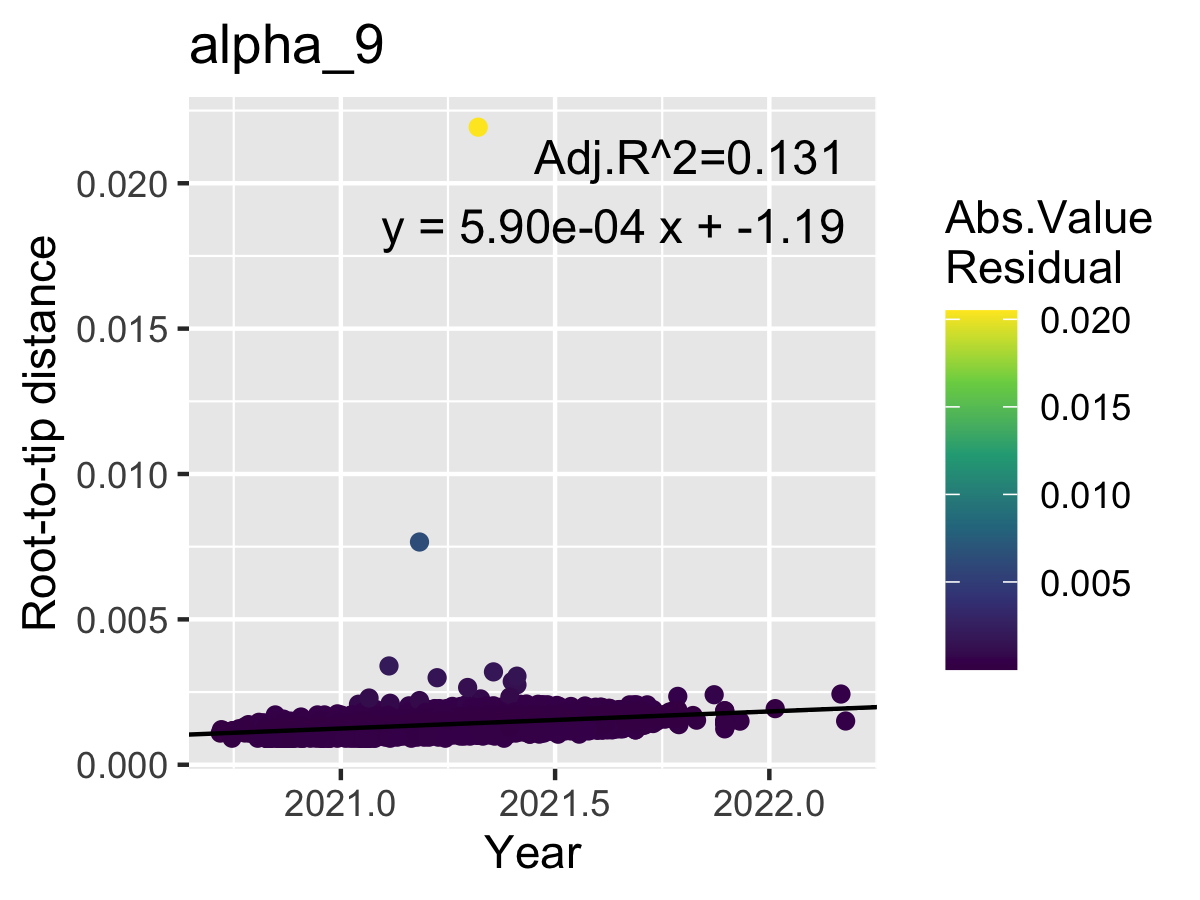 alpha_9
Adj.R^2=0.131
y = 5.90e-04 x + -1.19
Root-to-tip distance
0.020
0.015
0.010
0.005
0.000
2021.0 2021.5 2022.0
Year
Abs.Value
Residual
0.020
0.015
0.010
0.005